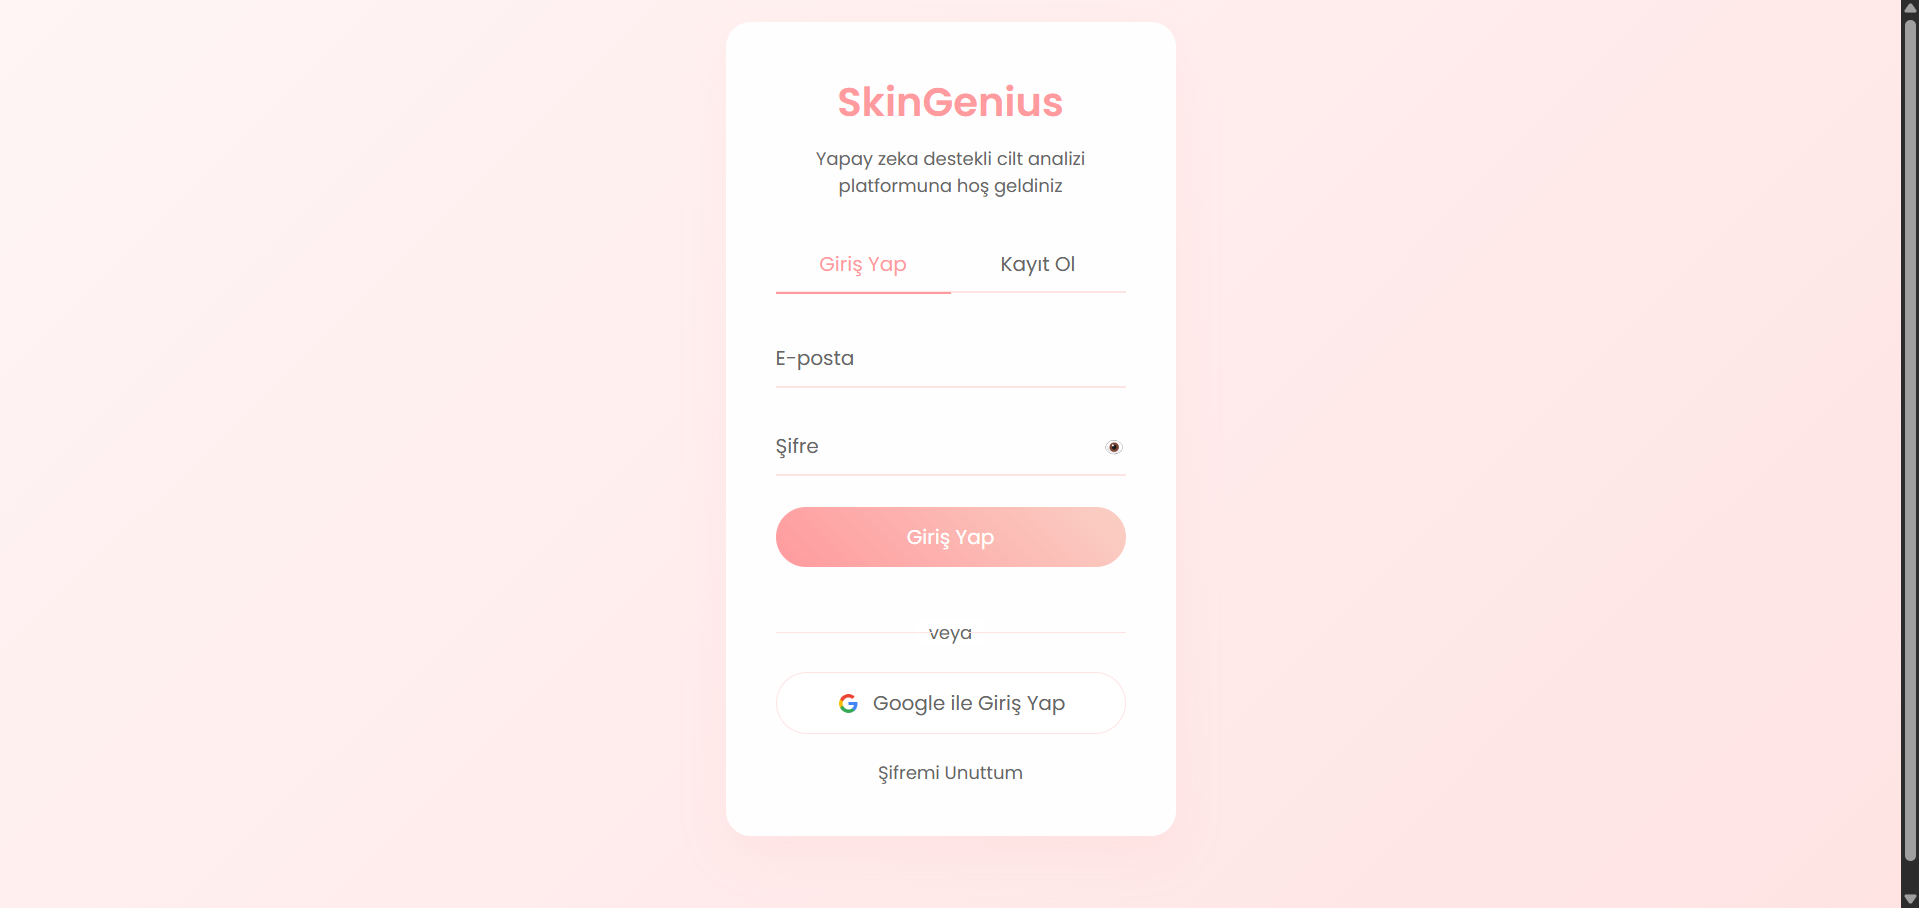 SkinGenius
Yapay zeka destekli cilt analizi
platformuna hoş geldiniz
Giriş Yap
Kayıt Ol
E-posta
Şifre
Giriş Yap
veya
Google ile Giriş Yap
Şifremi Unuttum